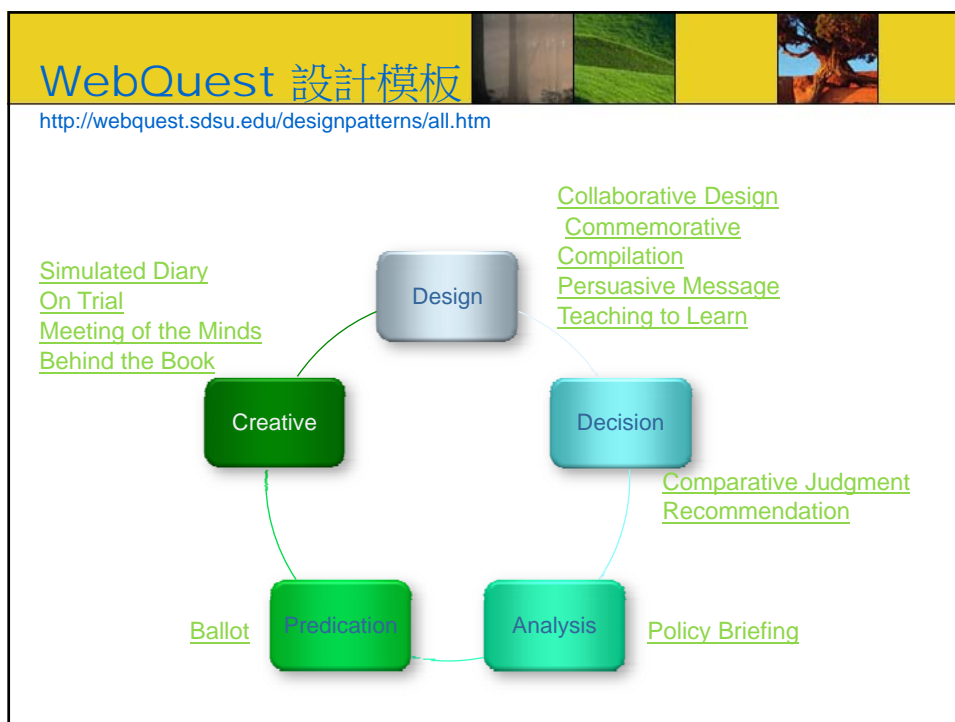 WebQuest 設計模板
http://webquest.sdsu.edu/designpatterns/all.htm
Collaborative Design
Commemorative
Compilation
Persuasive Message
Teaching to Learn
Design
Simulated Diary
On Trial
Meeting of the Minds
Behind the Book
Creative
Decision
Comparative Judgment
Recommendation
Ballot
Predication
Analysis
Policy Briefing